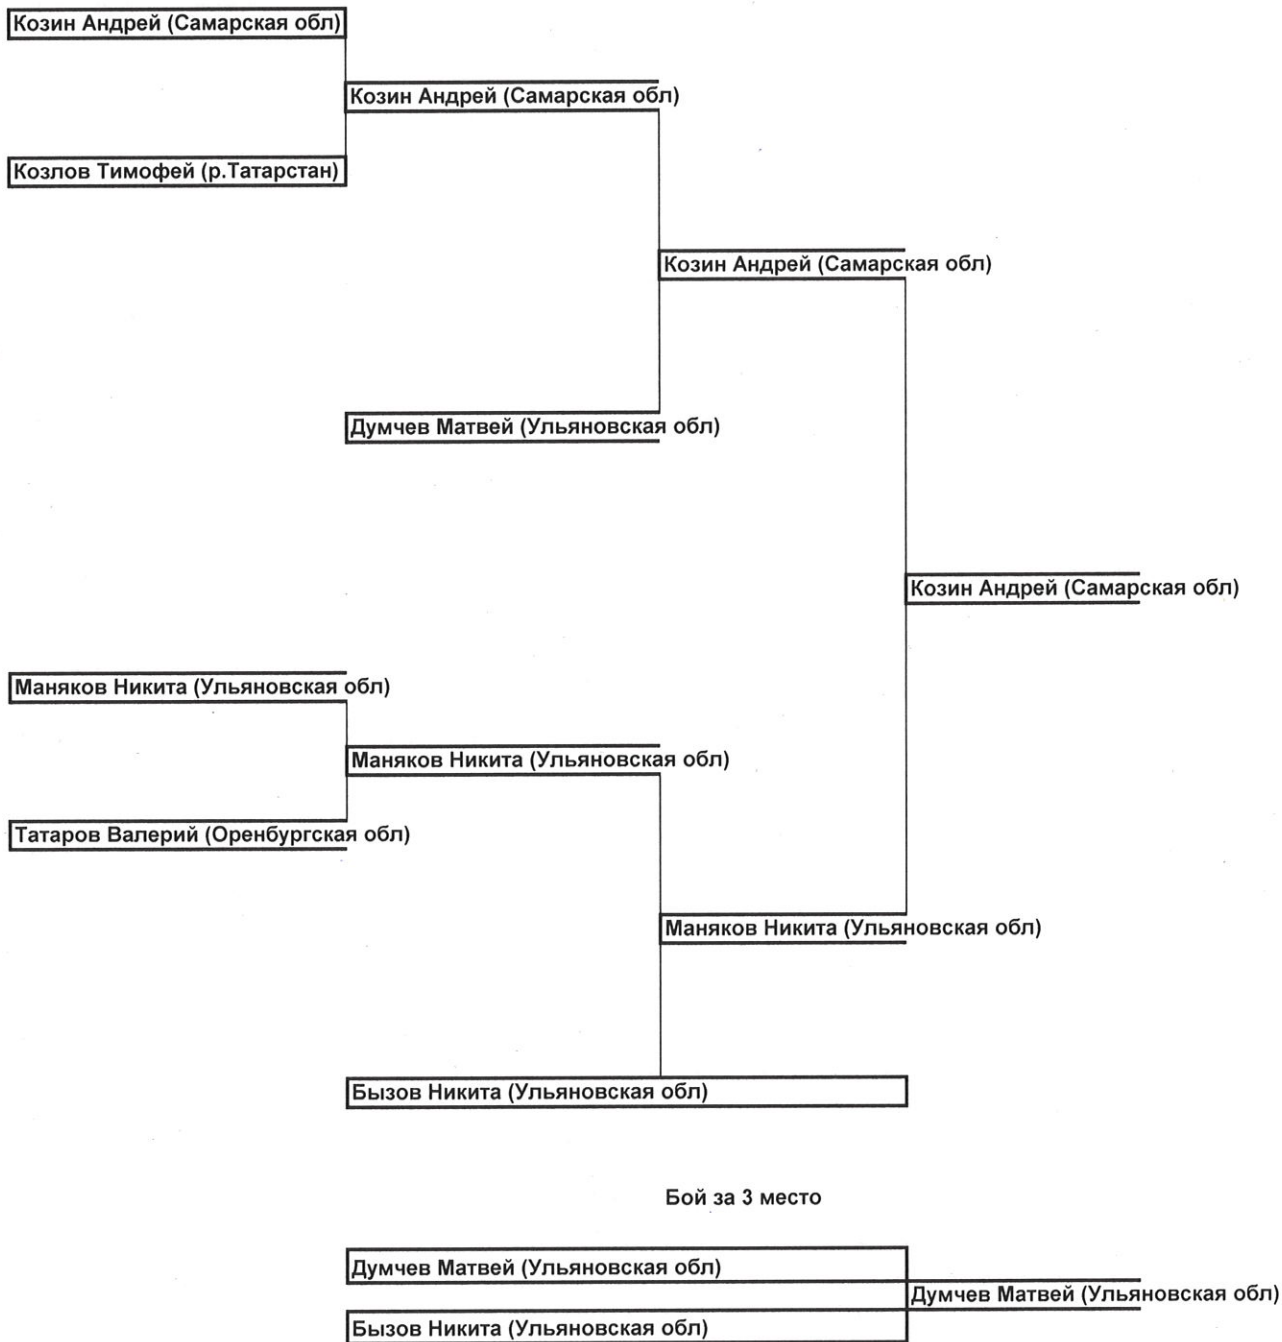 Козин Андрей (Самарская обл)
Козин Андрей (Самарская обл)
Козлов Тимофей (р.Татарстан)
Козин Андрей (Самарская обл)
Думчев Матвей (Ульяновская обл)
Козин Андрей (Самарская обл)
Маняков Никита (Ульяновская обл)
Маняков Никита (Ульяновская обл)
Татаров Валерий (Оренбургская обл)
Маняков Никита (Ульяновская обл)
Бызов Никита (Ульяновская обл)
Бой за 3 место
Думчев Матвей (Ульяновская обл)
Думчев Матвей (Ульяновская обл)
Бызов Никита (Ульяновская обл)